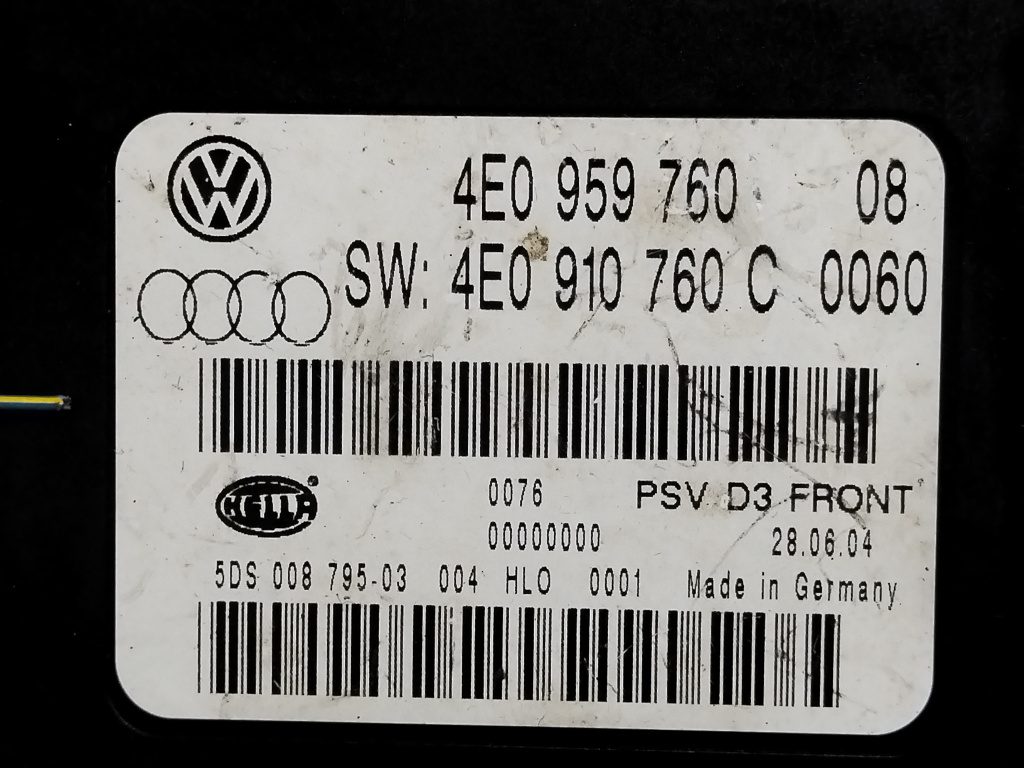 4E0 959 760 08
SW: 4E0 910 760 C 0060
HELLA
0076 PSV D3 FRONT
00000000 28.06.04
5DS 008 795-03 004 HLO 0001 Made in Germany